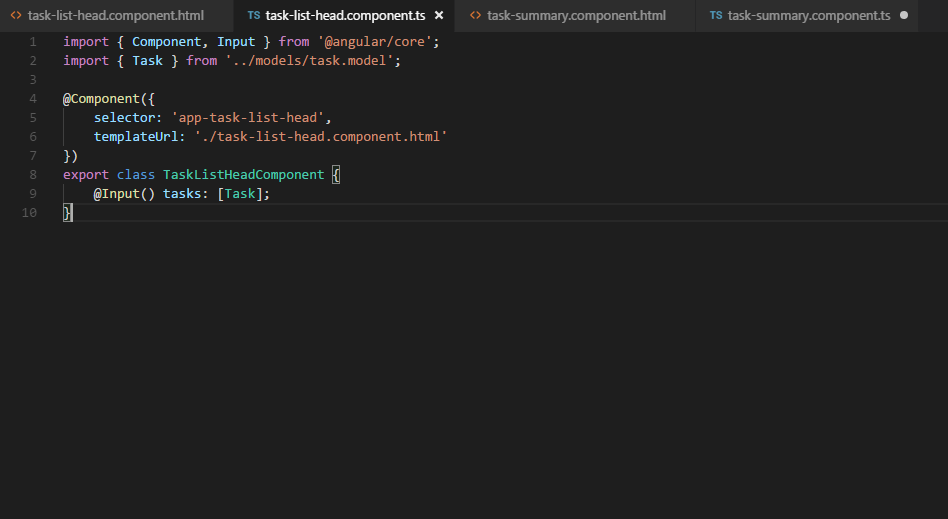 <> task-list-head.component.html TS task-list-head.component.ts × <> task-summary.component.html TS task-summary.component.ts ●
1 import { Component, Input } from '@angular/core';
2 import { Task } from '../models/task.model';
3
4 @Component({
5     selector: 'app-task-list-head',
6     templateUrl: './task-list-head.component.html'
7 })
8 export class TaskListHeadComponent {
9     @Input() tasks: [Task];
10 }